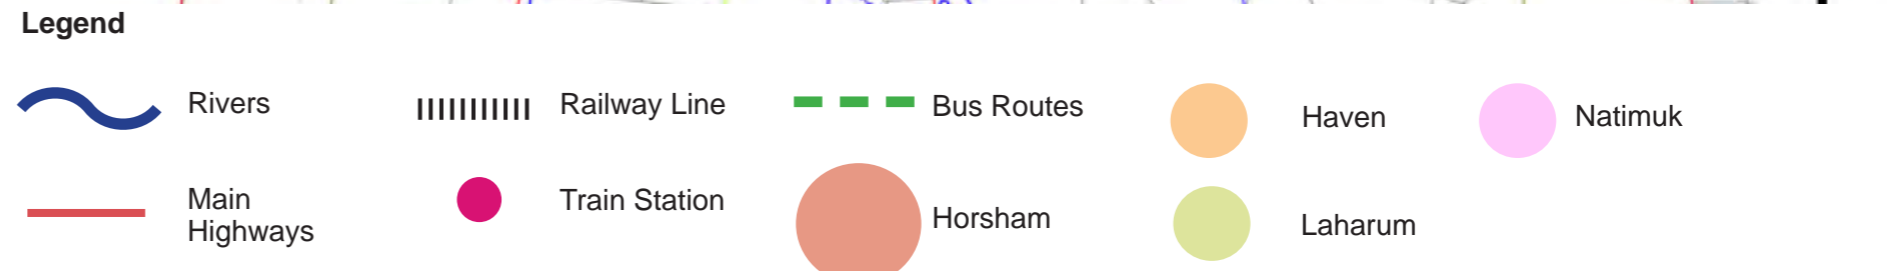 Legend
Rivers
Railway Line
Bus Routes
Haven
Natimuk
Main
Highways
Train Station
Horsham
Laharum